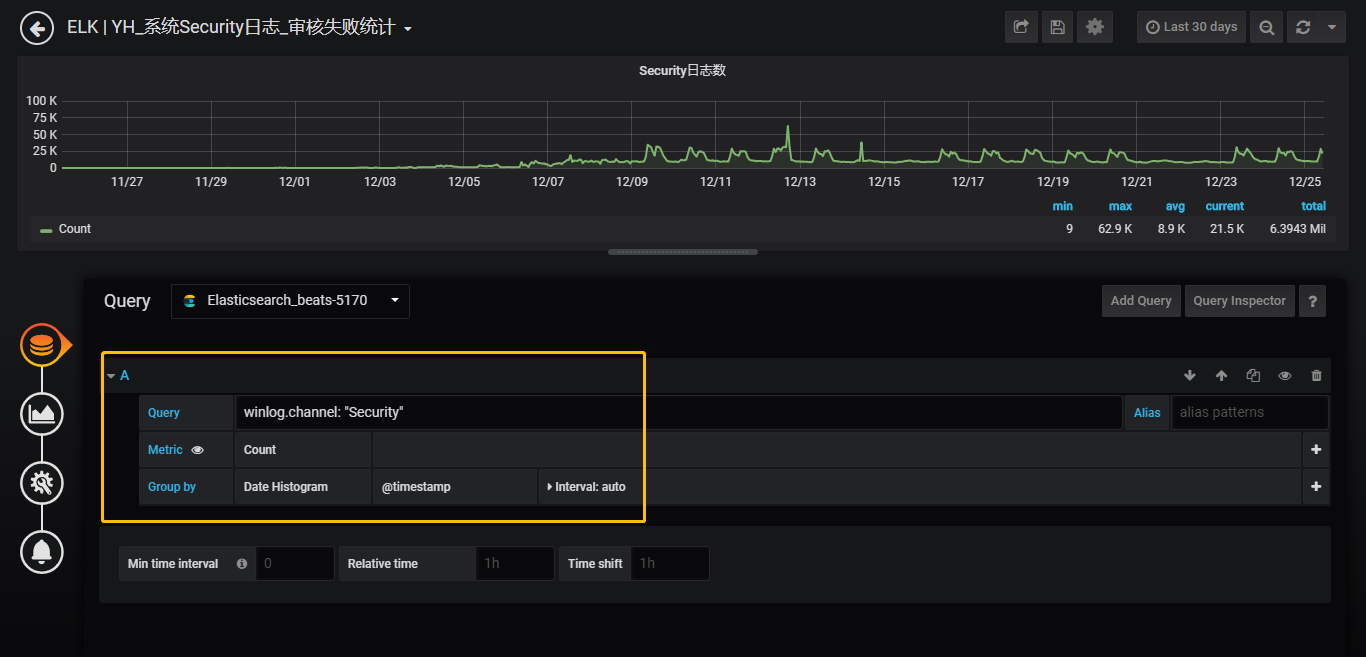 ELK | YH_系统Security日志_审核失败统计
Last 30 days
Security日志数
100 K
75 K
50 K
25 K
0
11/27 11/29 12/01 12/03 12/05 12/07 12/09 12/11 12/13 12/15 12/17 12/19 12/21 12/23 12/25
min max avg current total
Count 9 62.9 K 8.9 K 21.5 K 6.3943 Mil
Query Elasticsearch_beats-5170 Add Query Query Inspector ?
A
Query winlog.channel: "Security" Alias alias patterns
Metric Count
Group by Date Histogram @timestamp Interval: auto
Min time interval 0 Relative time 1h Time shift 1h